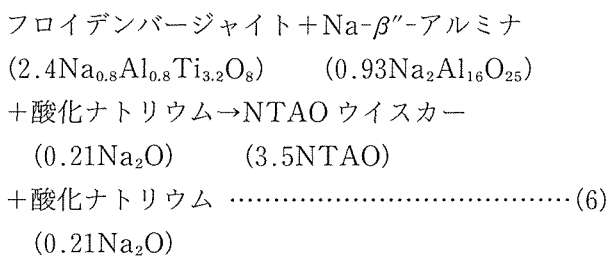 フロイデンバージャイト＋Na-β″-アルミナ
(2.4Na₀.₈Al₀.₈Ti₃.₂O₈) (0.93Na₂Al₁₆O₂₅)
＋酸化ナトリウム→NTAO ウイスカー
(0.21Na₂O) (3.5NTAO)
＋酸化ナトリウム ……………………………………(6)
(0.21Na₂O)